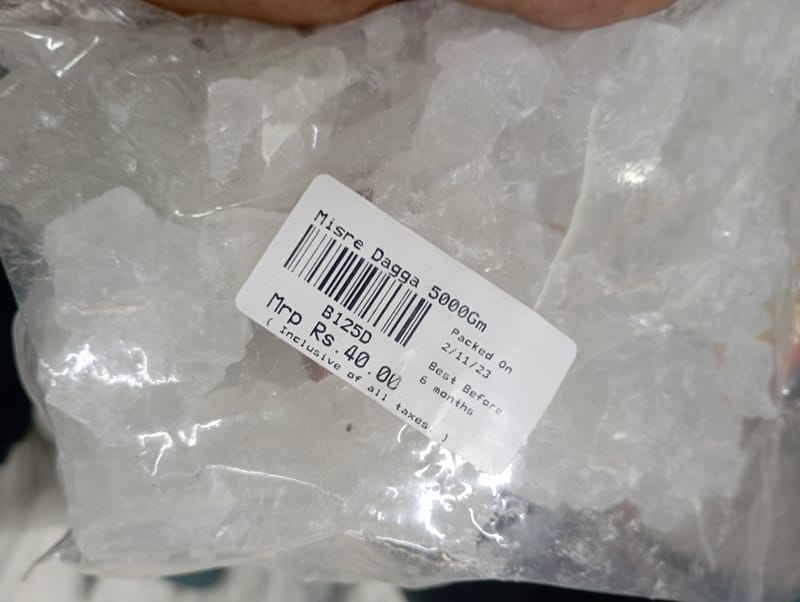 Misre Dagga 5000Gm
B125D
Mrp Rs.40.00
( Inclusive of all taxes. )
Packed On
2/11/23
Best Before
6 months